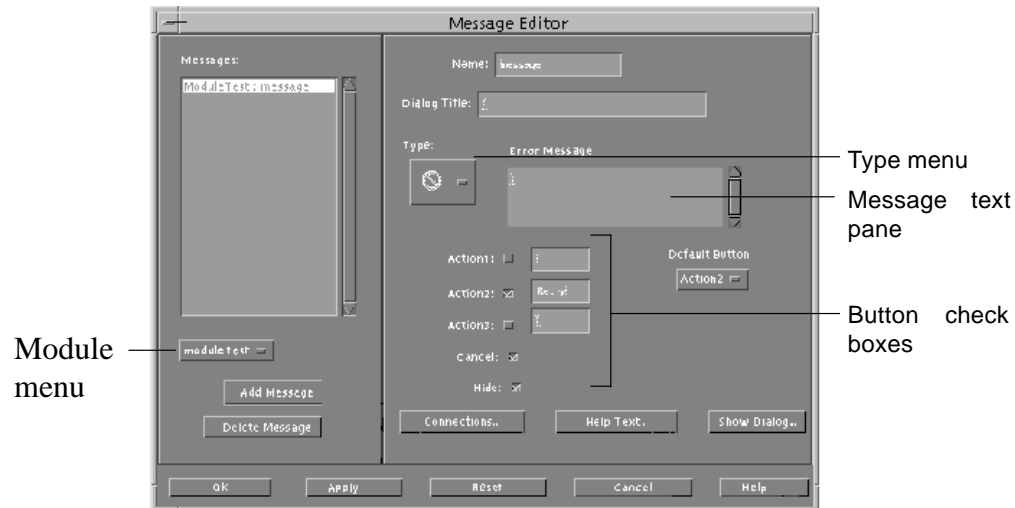 Message Editor
Messages:
ModuleTest : message
Name: message
Dialog Title:
Type:
Error Message
Type menu
Message text
pane
Action1:
Default Button
Action2
Action2:
Action3:
Button check
boxes
Cancel:
Hide:
Module
menu
module test
Add Message
Delete Message
Connections..
Help Text.
Show Dialog..
OK
Apply
Reset
Cancel
Help